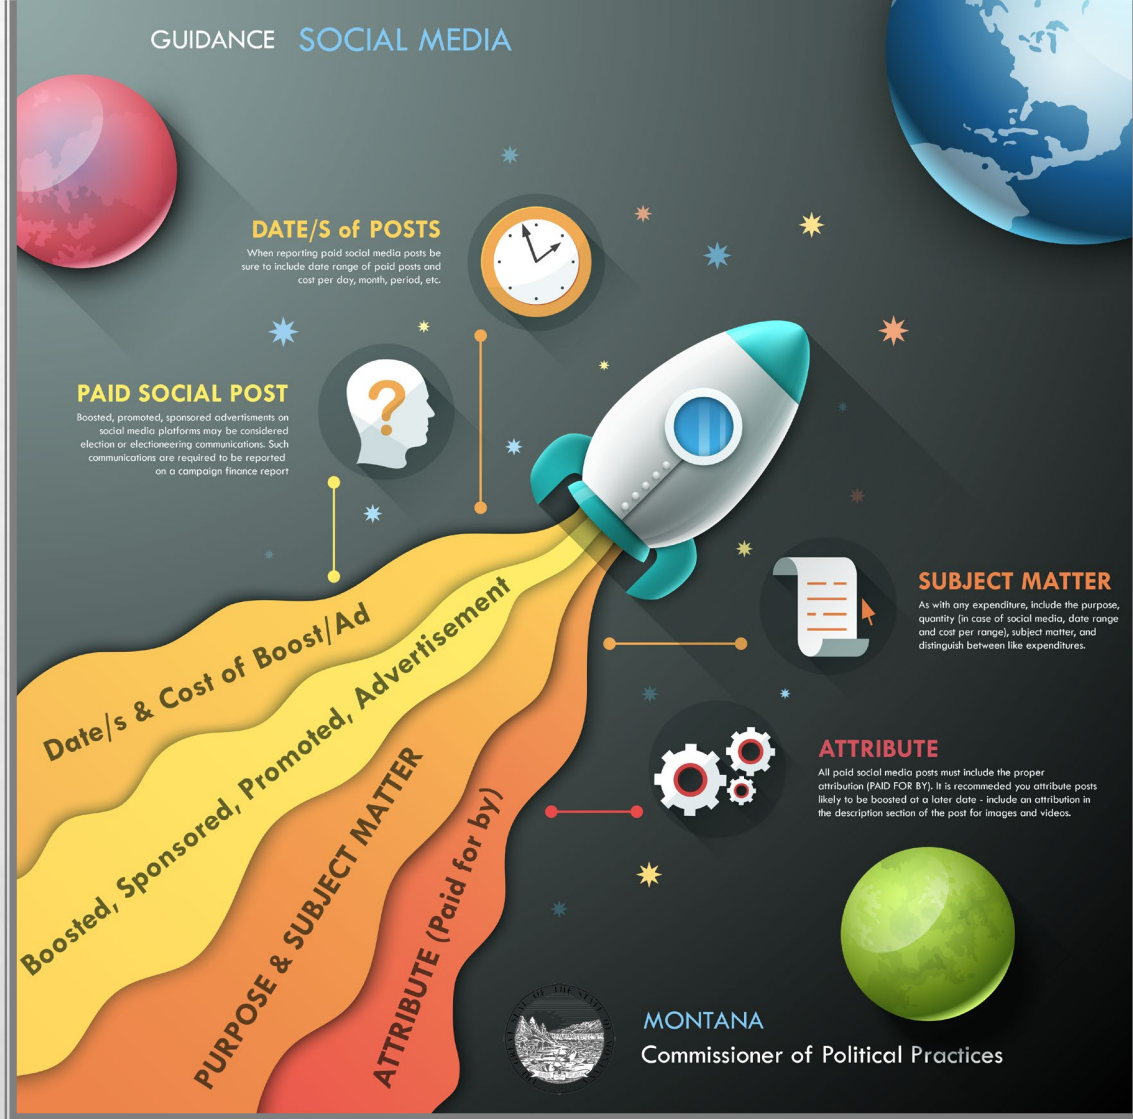 GUIDANCE SOCIAL MEDIA
DATE/S of POSTS
When reporting paid social media posts be
sure to include date range of paid posts and
cost per day, month, period, etc.
PAID SOCIAL POST
Boosted, promoted, sponsored advertisments on
social media platforms may be considered
election or electioneering communications. Such
communications are required to be reported
on a campaign finance report
SUBJECT MATTER
As with any expenditure, include the purpose,
quantity (in case of social media, date range
and cost per range), subject matter, and
distinguish between like expenditures.
ATTRIBUTE
All paid social media posts must include the proper
attribution (PAID FOR BY). It is recommeded you attribute posts
likely to be boosted at a later date - include an attribution in
the description section of the post for images and videos.
Date/s & Cost of Boost/Ad
Boosted, Sponsored, Promoted, Advertisement
PURPOSE & SUBJECT MATTER
ATTRIBUTE (Paid for by)
MONTANA
Commissioner of Political Practices